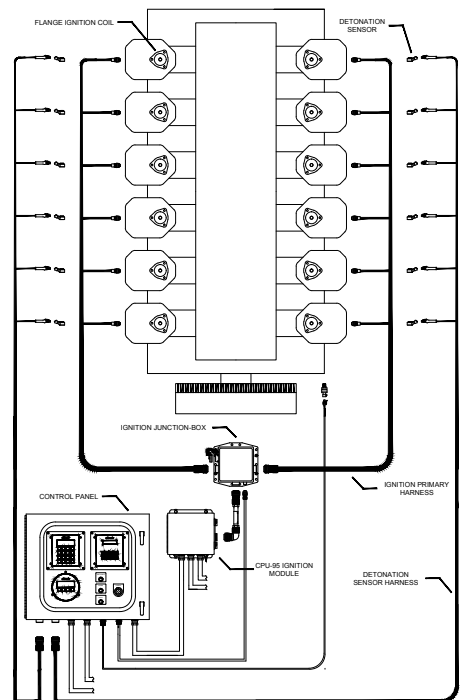 FLANGE IGNITION COIL
DETONATION
SENSOR
IGNITION JUNCTION-BOX
IGNITION PRIMARY
HARNESS
CONTROL PANEL
CPU-95 IGNITION
MODULE
DETONATION
SENSOR HARNESS